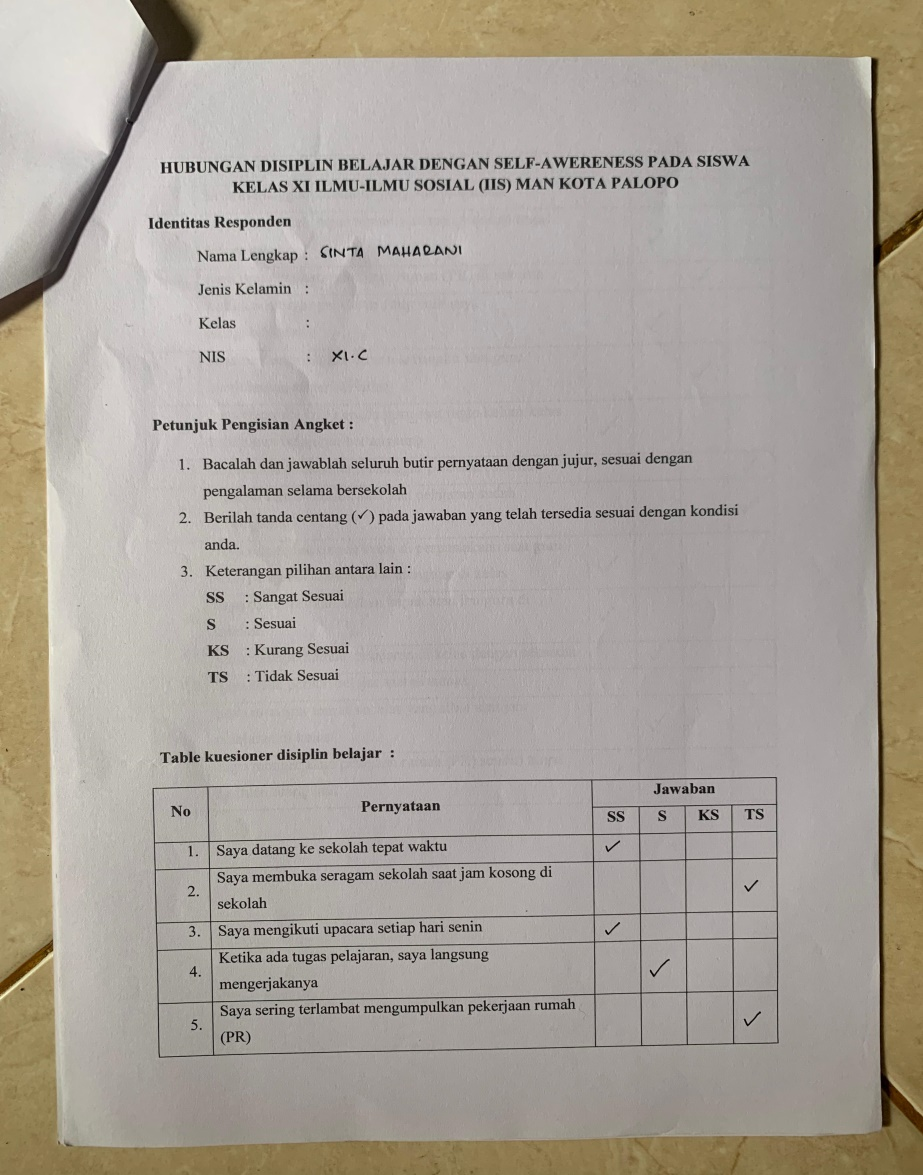 HUBUNGAN DISIPLIN BELAJAR DENGAN SELF-AWERENESS PADA SISWA
KELAS XI ILMU-ILMU SOSIAL (IIS) MAN KOTA PALOPO
Identitas Responden
Nama Lengkap : CINTA MAHARANI
Jenis Kelamin :
Kelas :
NIS : XI.C
Petunjuk Pengisian Angket :
1. Bacalah dan jawablah seluruh butir pernyataan dengan jujur, sesuai dengan
pengalaman selama bersekolah
2. Berilah tanda centang (✓) pada jawaban yang telah tersedia sesuai dengan kondisi
anda.
3. Keterangan pilihan antara lain :
SS : Sangat Sesuai
S : Sesuai
KS : Kurang Sesuai
TS : Tidak Sesuai
Table kuesioner disiplin belajar :
No Pernyataan Jawaban
SS S KS TS
1. Saya datang ke sekolah tepat waktu ✓
2. Saya membuka seragam sekolah saat jam kosong di
sekolah ✓
3. Saya mengikuti upacara setiap hari senin ✓
4. Ketika ada tugas pelajaran, saya langsung
mengerjakanya ✓
5. Saya sering terlambat mengumpulkan pekerjaan rumah
(PR) ✓